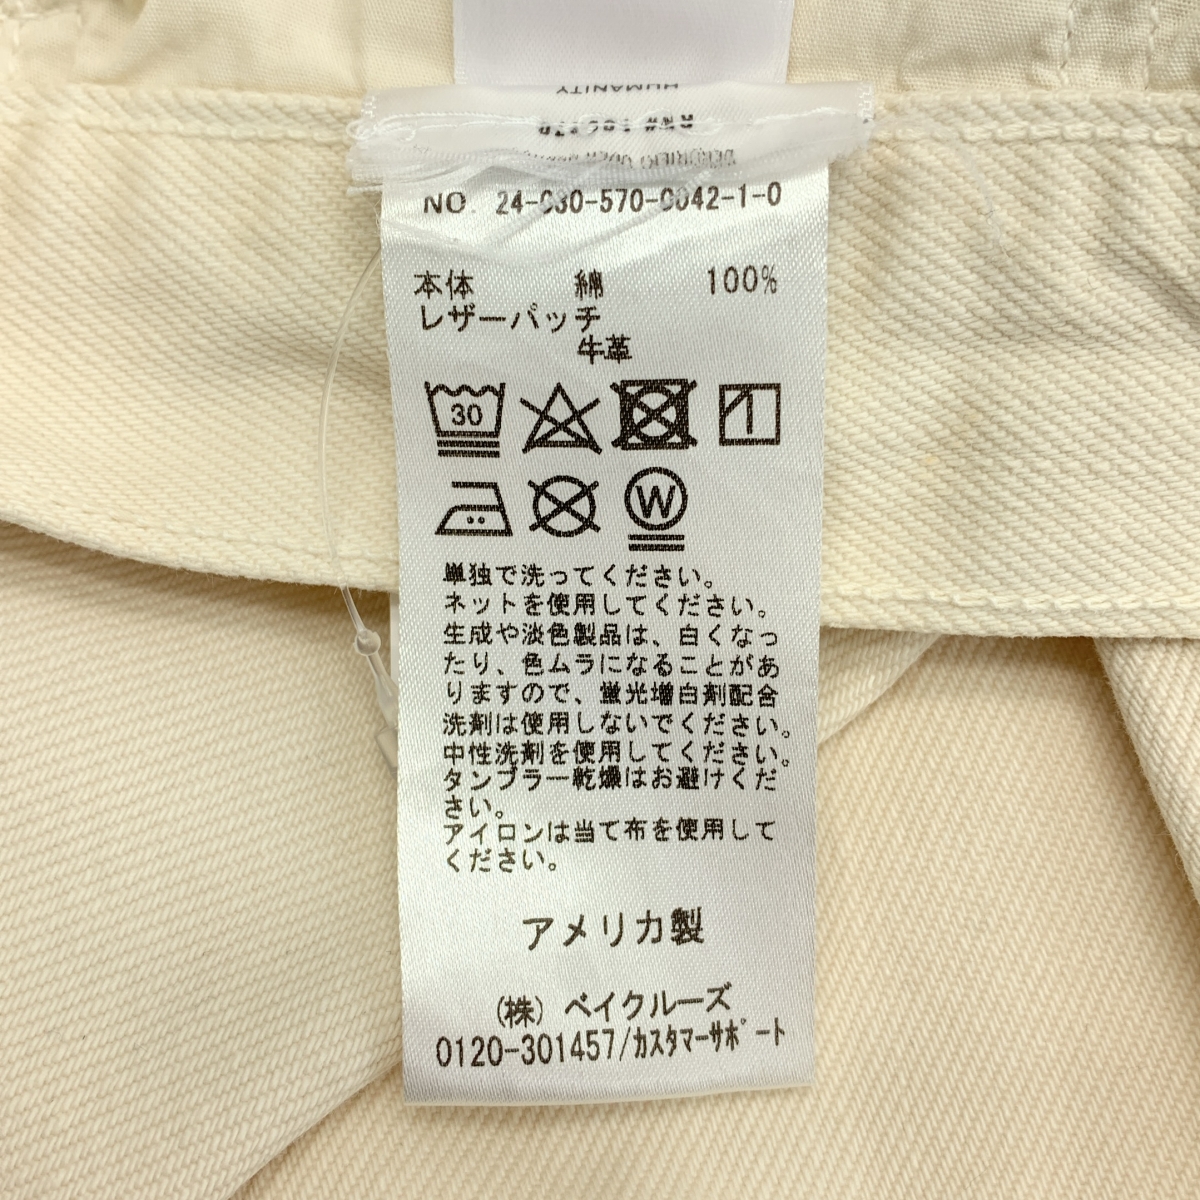 HUMANITY
NO. 24-030-570-0042-1-0
本体 綿 100%
レザーパッチ
牛革
30
W
単独で洗ってください。
ネットを使用してください。
生成や淡色製品は、白くなっ
たり、色ムラになることがあ
りますので、蛍光増白剤配合
洗剤は使用しないでください。
中性洗剤を使用してください。
タンブラー乾燥はお避けくだ
さい。
アイロンは当て布を使用して
ください。
アメリカ製
(株) ベイクルーズ
0120-301457/ｶｽﾀﾏｰｻﾎﾟｰﾄ